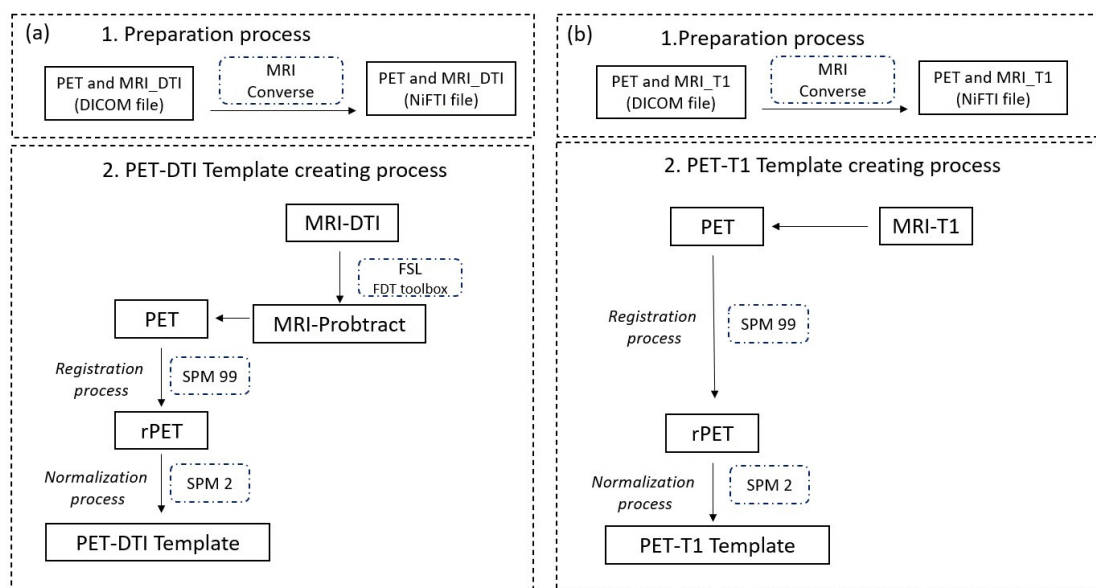 (a)
1. Preparation process
PET and MRI_DTI
(DICOM file)
MRI
Converse
PET and MRI_DTI
(NiFTI file)
2. PET-DTI Template creating process
MRI-DTI
FSL
FDT toolbox
PET
MRI-Probtract
Registration
process
SPM 99
rPET
Normalization
process
SPM 2
PET-DTI Template
(b)
1.Preparation process
PET and MRI_T1
(DICOM file)
MRI
Converse
PET and MRI_T1
(NiFTI file)
2. PET-T1 Template creating process
PET
MRI-T1
Registration
process
SPM 99
rPET
Normalization
process
SPM 2
PET-T1 Template